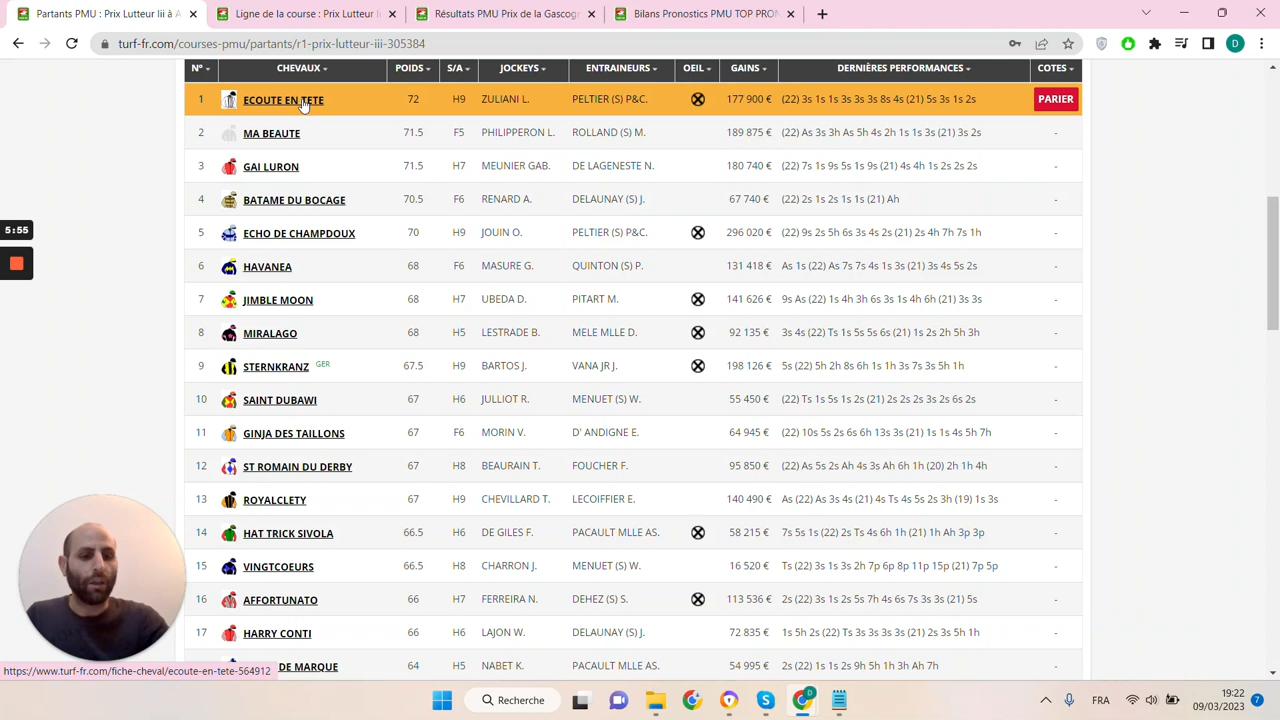 Partants PMU : Prix Lutteur Iii à A
Ligne de la course : Prix Lutteur I
Résultats PMU Prix de la Gascogn
Bilans Pronostics PMU TOP PRON
turf-fr.com/courses-pmu/partants/r1-prix-lutteur-iii-305384
N° CHEVAUX POIDS S/A JOCKEYS ENTRAINEURS OEIL GAINS DERNIÈRES PERFORMANCES COTES
1 ECOUTE EN TETE 72 H9 ZULIANI L. PELTIER (S) P&C. 177 900 € (22) 3s 1s 1s 3s 3s 3s 8s 4s (21) 5s 3s 1s 2s PARIER
2 MA BEAUTE 71.5 F5 PHILIPPERON L. ROLLAND (S) M. 189 875 € (22) As 3s 3h As 5h 4s 2h 1s 1s 3s (21) 3s 2s -
3 GAI LURON 71.5 H7 MEUNIER GAB. DE LAGENESTE N. 180 740 € (22) 7s 1s 9s 5s 1s 9s (21) 4s 4h 1s 2s 2s 2s -
4 BATAME DU BOCAGE 70.5 F6 RENARD A. DELAUNAY (S) J. 67 740 € (22) 2s 1s 2s 1s 1s (21) Ah -
5 ECHO DE CHAMPDOUX 70 H9 JOUIN O. PELTIER (S) P&C. 296 020 € (22) 9s 2s 5h 6s 3s 4s 2s (21) 2s 4h 7h 7s 1h -
6 HAVANEA 68 F6 MASURE G. QUINTON (S) P. 131 418 € As 1s (22) As 7s 7s 4s 1s 3s (21) 3s 4s 5s 2s -
7 JIMBLE MOON 68 H7 UBEDA D. PITART M. 141 626 € 9s As (22) 1s 4h 3h 6s 3s 1s 4h 6h (21) 3s 3s -
8 MIRALAGO 68 H5 LESTRADE B. MELE MLLE D. 92 135 € 3s 4s (22) Ts 1s 5s 5s 6s (21) 1s 2s 2h 5h 3h -
9 STERNKRANZ GER 67.5 H9 BARTOS J. VANA JR J. 198 126 € 5s (22) 5h 2h 8s 6h 1s 1h 3s 7s 3s 5h 1h -
10 SAINT DUBAWI 67 H6 JULLIOT R. MENUET (S) W. 55 450 € (22) Ts 1s 5s 1s 2s (21) 2s 2s 2s 3s 2s 6s 2s -
11 GINJA DES TAILLONS 67 F6 MORIN V. D' ANDIGNE E. 64 945 € (22) 10s 5s 2s 6s 6h 13s 3s (21) 1s 1s 4s 5h 7h -
12 ST ROMAIN DU DERBY 67 H8 BEAURAIN T. FOUCHER F. 95 850 € (22) As 5s 2s Ah 4s 3s Ah 6h 1h (20) 2h 1h 4h -
13 ROYALCLETY 67 H9 CHEVILLARD T. LECOIFFIER E. 140 490 € As (22) As 3s 4s (21) 4s Ts 4s 5s 2s 3h (19) 1s 3s -
14 HAT TRICK SIVOLA 66.5 H6 DE GILES F. PACAULT MLLE AS. 58 215 € 7s 5s 1s (22) 2s Ts 4s 6h 1h (21) 1h Ah 3p 3p -
15 VINGTCOEURS 66.5 H8 CHARRON J. MENUET (S) W. 16 520 € Ts (22) 3s 1s 3s 2h 7p 6p 8p 11p 15p (21) 7p 5p -
16 AFFORTUNATO 66 H7 FERREIRA N. DEHEZ (S) S. 113 536 € 2s (22) 3s 3s 2s 5s 7h 4s 6s 7s 3s 3s (21) 5s -
17 HARRY CONTI 66 H6 LAJON W. DELAUNAY (S) J. 72 835 € 1s 5h 2s (22) Ts 3s 3s 3s 3s (21) 2s 3s 5h 1h -
DE MARQUE 64 H5 NABET K. PACAULT MLLE AS. 54 995 € 2s (22) 1s 1s 2s 9h 5h 1h 3h Ah 7h -
5:55
https://www.turf-fr.com/fiche-cheval/ecoute-en-tete-564912
Recherche
FRA
19:22
09/03/2023
7